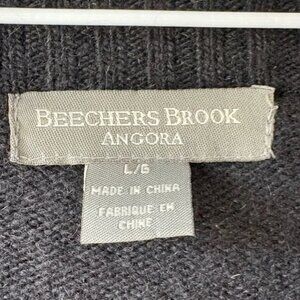 BEECHERS BROOK
ANGORA
L/G
MADE IN CHINA
FABRIQUE EN
CHINE